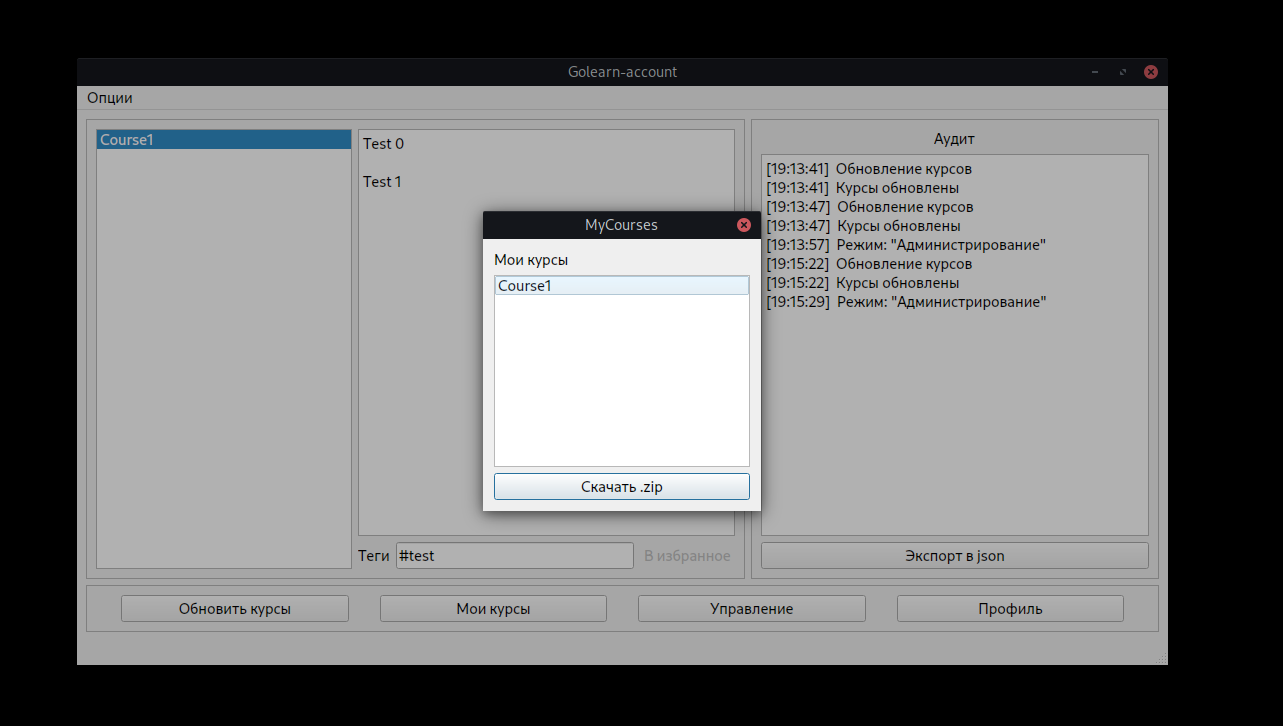 Golearn-account
Опции
Course1
Test 0
Test 1
Теги
#test
В избранное
Аудит
[19:13:41] Обновление курсов
[19:13:41] Курсы обновлены
[19:13:47] Обновление курсов
[19:13:47] Курсы обновлены
[19:13:57] Режим: "Администрирование"
[19:15:22] Обновление курсов
[19:15:22] Курсы обновлены
[19:15:29] Режим: "Администрирование"
Экспорт в json
MyCourses
Мои курсы
Course1
Скачать .zip
Обновить курсы
Мои курсы
Управление
Профиль